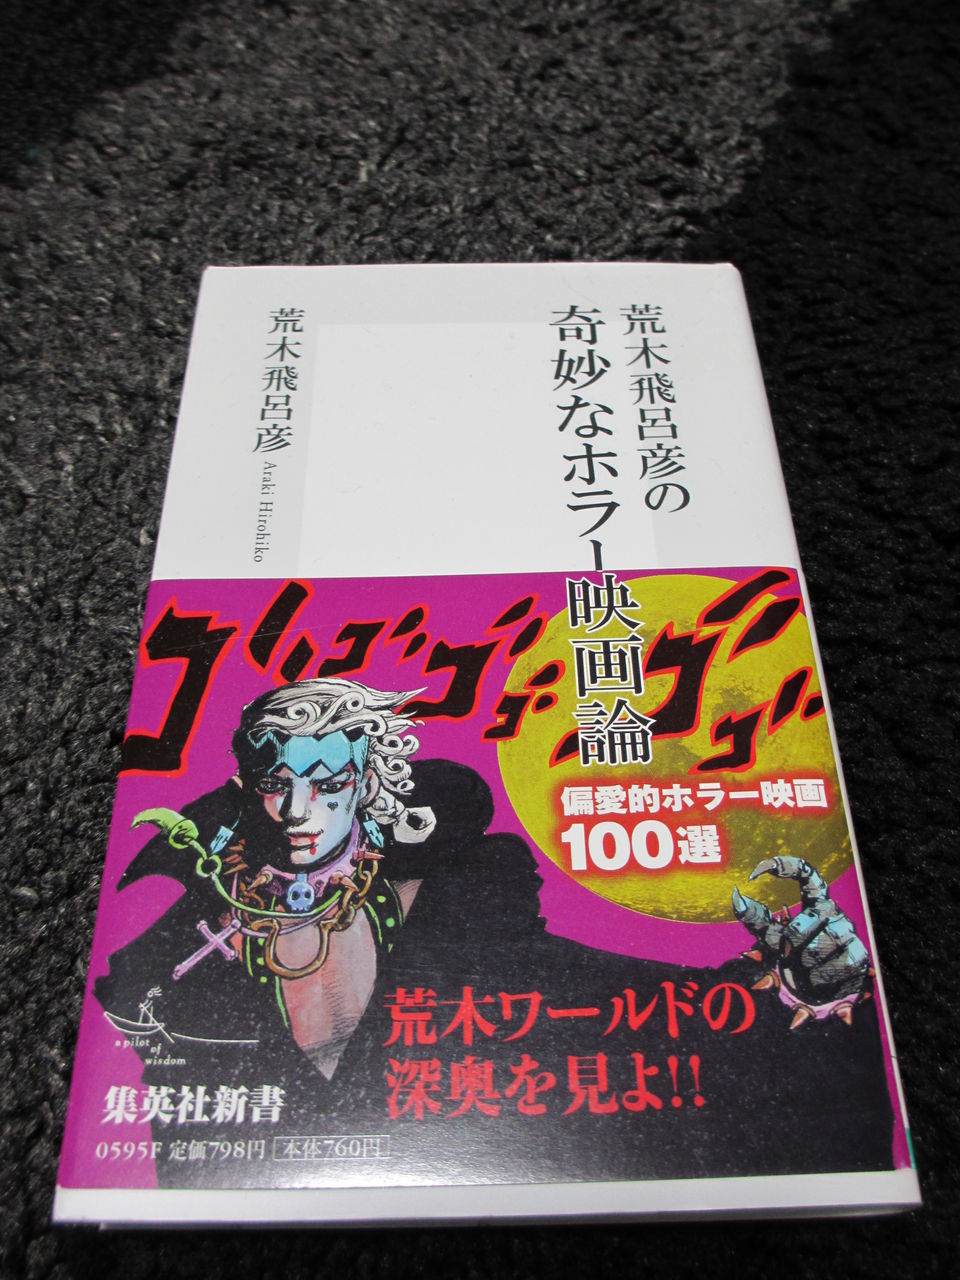 荒木飛呂彦の
奇妙なホラー映画論
荒木飛呂彦
Araki Hirohiko
ゴゴゴゴゴゴゴ
偏愛的ホラー映画
100選
荒木ワールドの
深奥を見よ!!
a pilot
of
wisdom
集英社新書
0595F 定価798円 本体760円